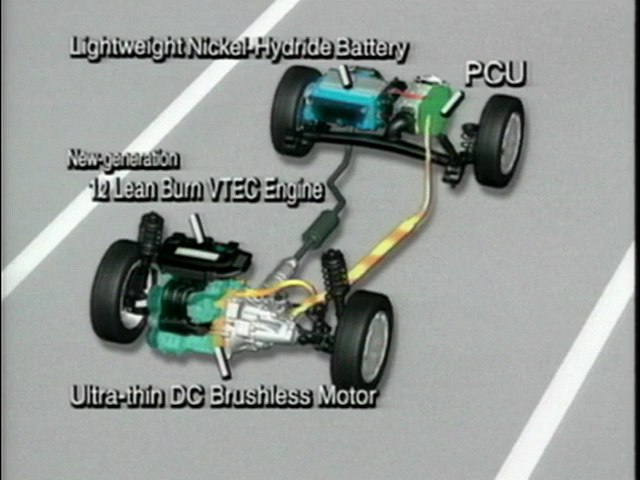 Lightweight Nickel-Hydride Battery
PCU
New-generation
1ℓ Lean Burn VTEC Engine
Ultra-thin DC Brushless Motor